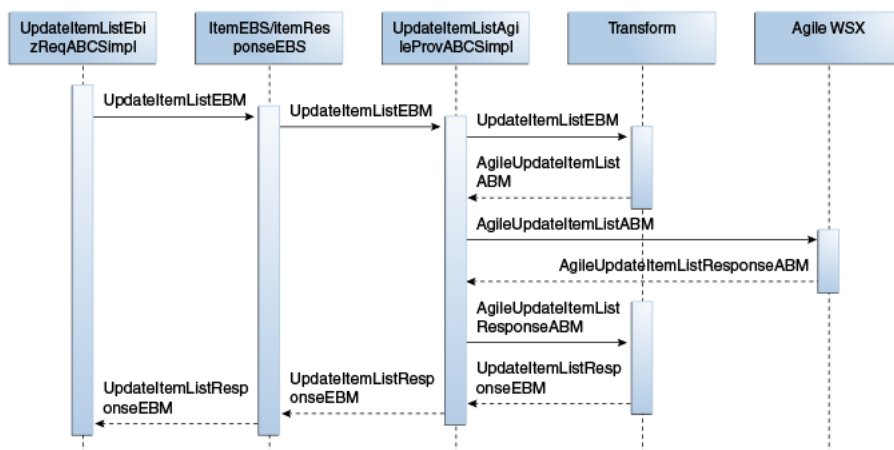 UpdateItemListEbi
zReqABCSimpl
ItemEBS/itemRes
ponseEBS
UpdateItemListAgi
leProvABCSimpl
Transform
Agile WSX
UpdateItemListEBM
UpdateItemListEBM
UpdateItemListEBM
AgileUpdateItemList
ABM
AgileUpdateItemListABM
AgileUpdateItemListResponseABM
AgileUpdateItemList
ResponseABM
UpdateItemListResp
onseEBM
UpdateItemListResp
onseEBM
UpdateItemListResp
onseEBM